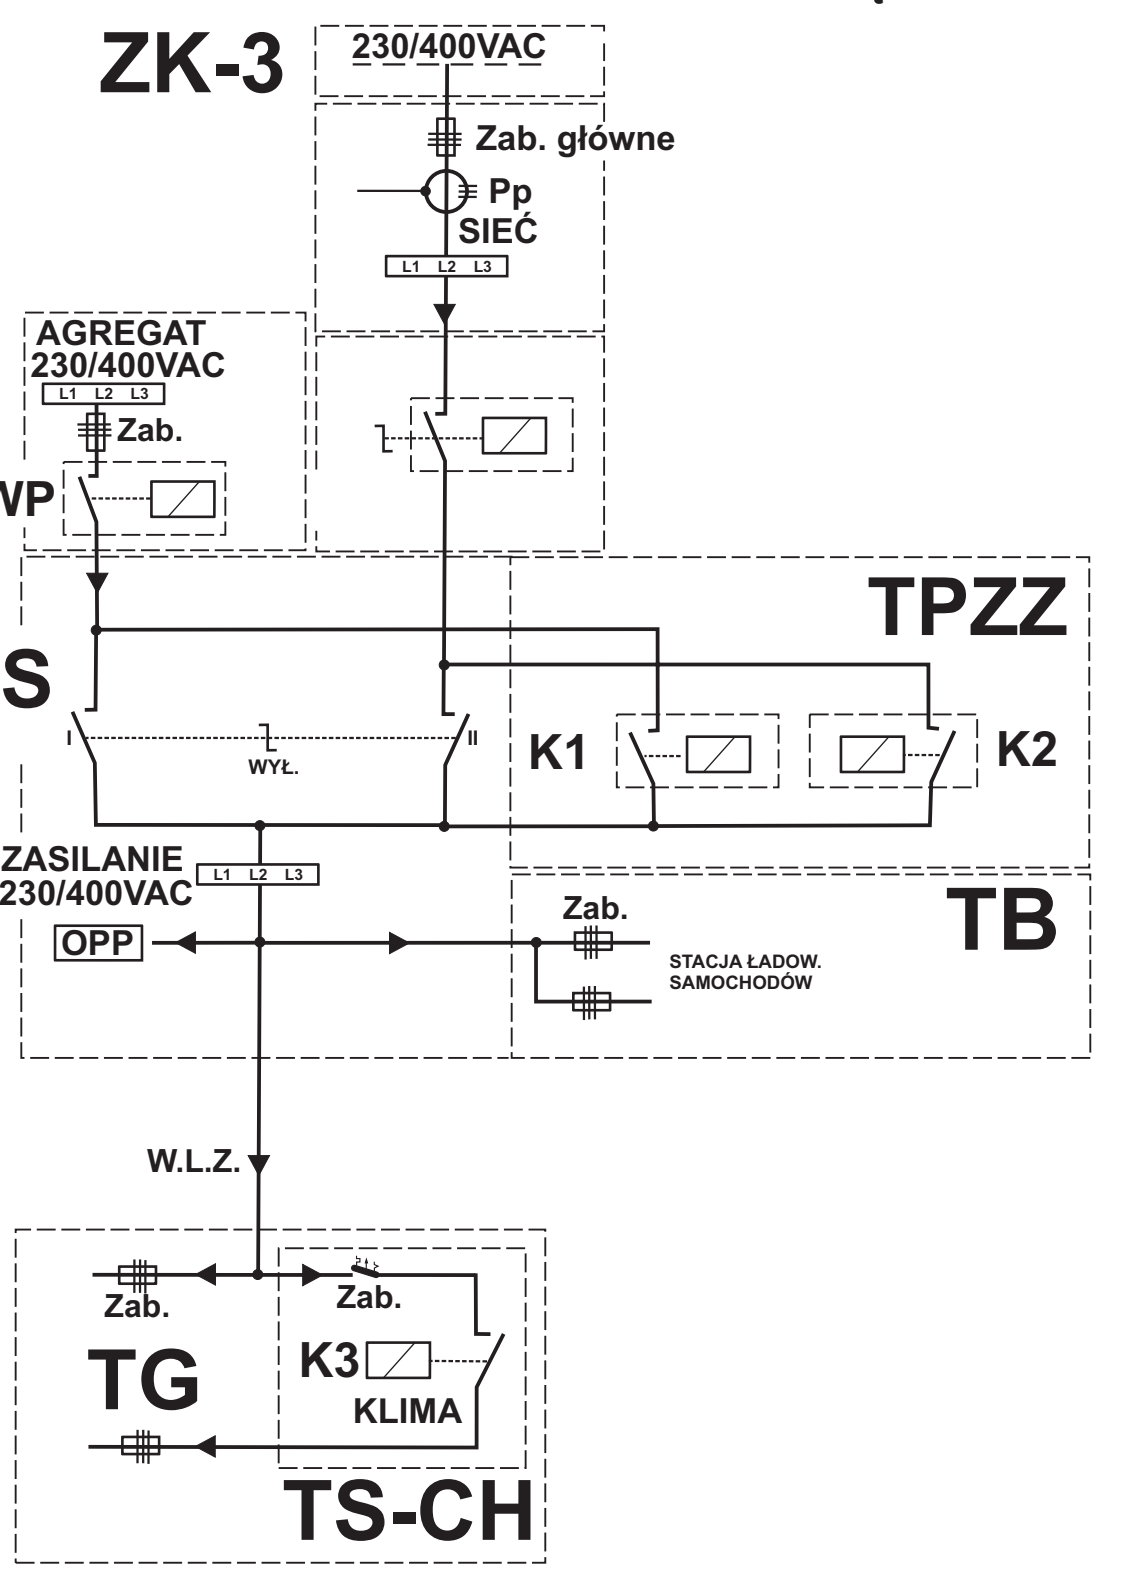 ZK-3
230/400VAC
Zab. główne
Pp
SIEĆ
L1 L2 L3
AGREGAT
230/400VAC
L1 L2 L3
Zab.
WP
TPZZ
S
I
II
WYŁ.
K1
K2
ZASILANIE
230/400VAC
L1 L2 L3
OPP
TB
Zab.
STACJA ŁADOW.
SAMOCHODÓW
W.L.Z.
Zab.
Zab.
K3
TG
KLIMA
TS-CH